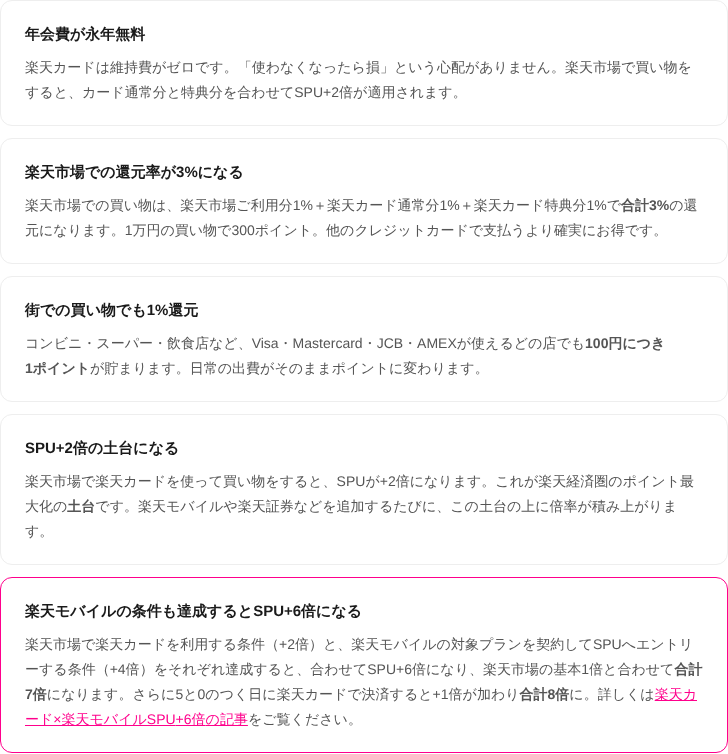 年会費が永年無料
楽天カードは維持費がゼロです。「使わなくなったら損」という心配がありません。楽天市場で買い物を
すると、カード通常分と特典分を合わせてSPU+2倍が適用されます。
楽天市場での還元率が3%になる
楽天市場での買い物は、楽天市場ご利用分1%＋楽天カード通常分1%＋楽天カード特典分1%で合計3%の還
元になります。1万円の買い物で300ポイント。他のクレジットカードで支払うより確実にお得です。
街での買い物でも1%還元
コンビニ・スーパー・飲食店など、Visa・Mastercard・JCB・AMEXが使えるどの店でも100円につき
1ポイントが貯まります。日常の出費がそのままポイントに変わります。
SPU+2倍の土台になる
楽天市場で楽天カードを使って買い物をすると、SPUが+2倍になります。これが楽天経済圏のポイント最
大化の土台です。楽天モバイルや楽天証券などを追加するたびに、この土台の上に倍率が積み上がりま
す。
楽天モバイルの条件も達成するとSPU+6倍になる
楽天市場で楽天カードを利用する条件（+2倍）と、楽天モバイルの対象プランを契約してSPUへエントリ
ーする条件（+4倍）をそれぞれ達成すると、合わせてSPU+6倍になり、楽天市場の基本1倍と合わせて合計
7倍になります。さらに5と0のつく日に楽天カードで決済すると+1倍が加わり合計8倍に。詳しくは楽天カ
ード×楽天モバイルSPU+6倍の記事をご覧ください。